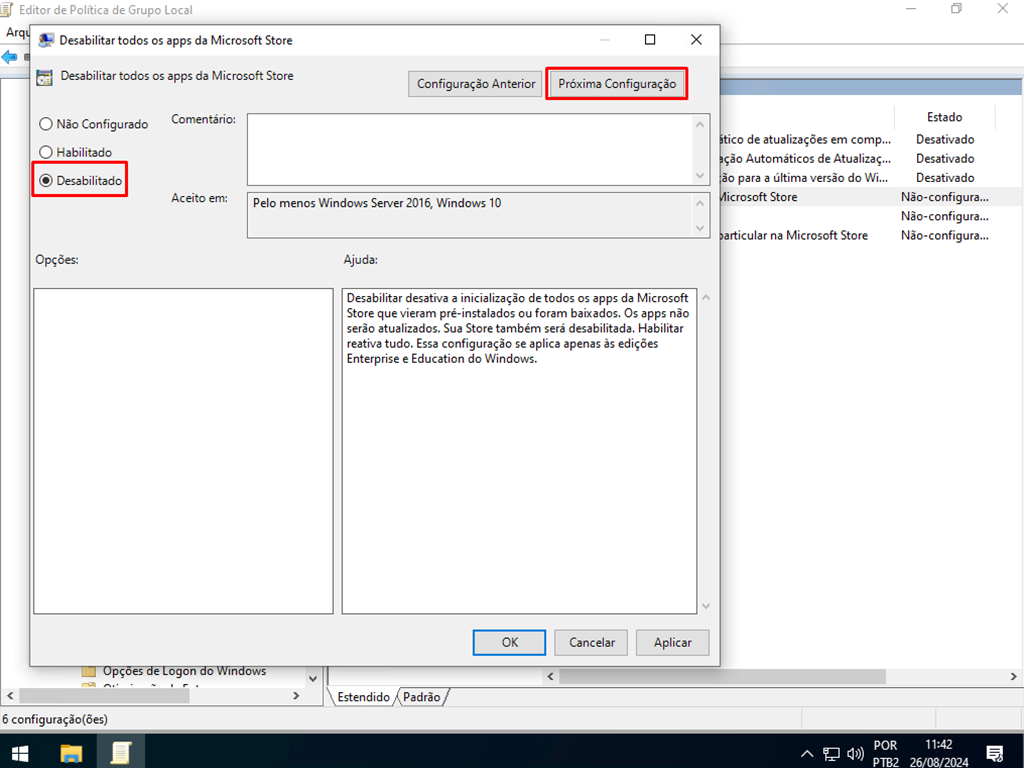 Editor de Política de Grupo Local
Arqu
Desabilitar todos os apps da Microsoft Store
Desabilitar todos os apps da Microsoft Store
Configuração Anterior
Próxima Configuração
Não Configurado
Habilitado
Desabilitado
Comentário:
Aceito em:
Pelo menos Windows Server 2016, Windows 10
Opções:
Ajuda:
Desabilitar desativa a inicialização de todos os apps da Microsoft
Store que vieram pré-instalados ou foram baixados. Os apps não
serão atualizados. Sua Store também será desabilitada. Habilitar
reativa tudo. Essa configuração se aplica apenas às edições
Enterprise e Education do Windows.
OK
Cancelar
Aplicar
Estado
ático de atualizações em comp... Desativado
ação Automáticos de Atualizaç... Desativado
ão para a última versão do Wi... Desativado
Microsoft Store Não-configura...
Não-configura...
particular na Microsoft Store Não-configura...
Opções de Logon do Windows
Estendido
Padrão
6 configuração(ões)
POR
PTB2
11:42
26/08/2024